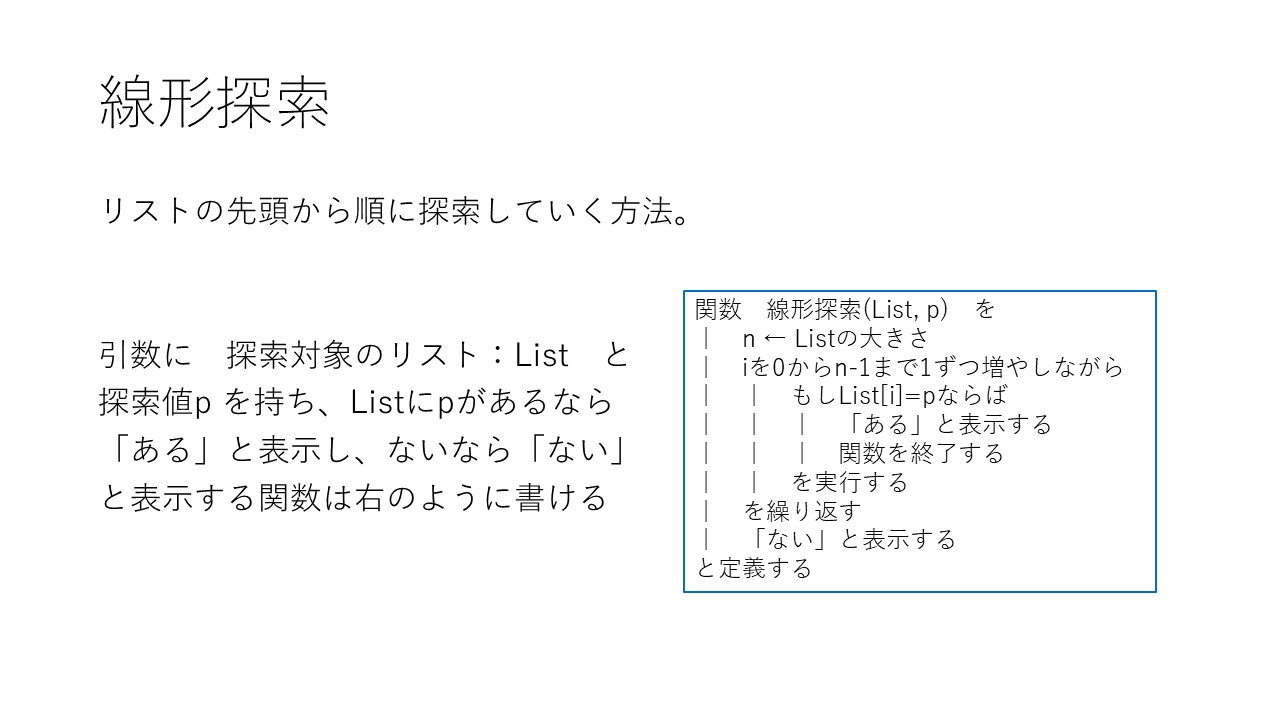 線形探索
リストの先頭から順に探索していく方法。
引数に　探索対象のリスト：List　と
探索値p を持ち、Listにpがあるなら
「ある」と表示し、ないなら「ない」
と表示する関数は右のように書ける
関数　線形探索(List, p)　を
｜　n ← Listの大きさ
｜　iを0からn-1まで1ずつ増やしながら
｜　｜　もしList[i]=pならば
｜　｜　｜　「ある」と表示する
｜　｜　｜　関数を終了する
｜　｜　を実行する
｜　を繰り返す
｜　「ない」と表示する
と定義する